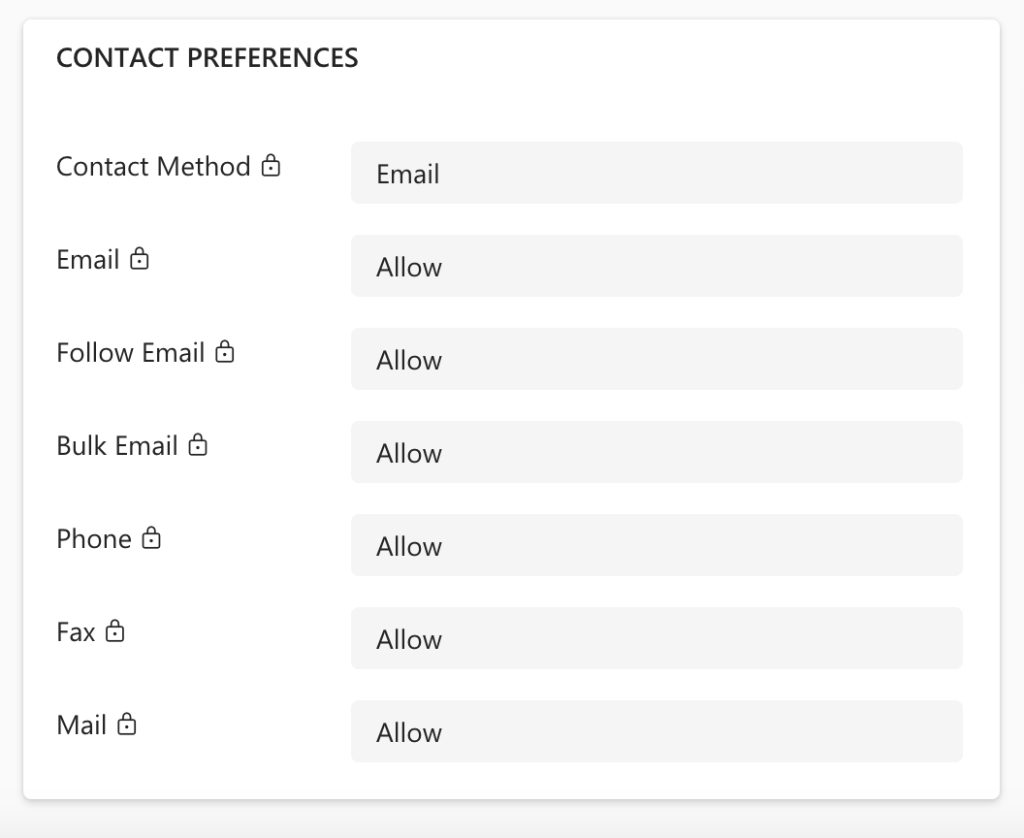 CONTACT PREFERENCES
Contact Method Email
Email Allow
Follow Email Allow
Bulk Email Allow
Phone Allow
Fax Allow
Mail Allow